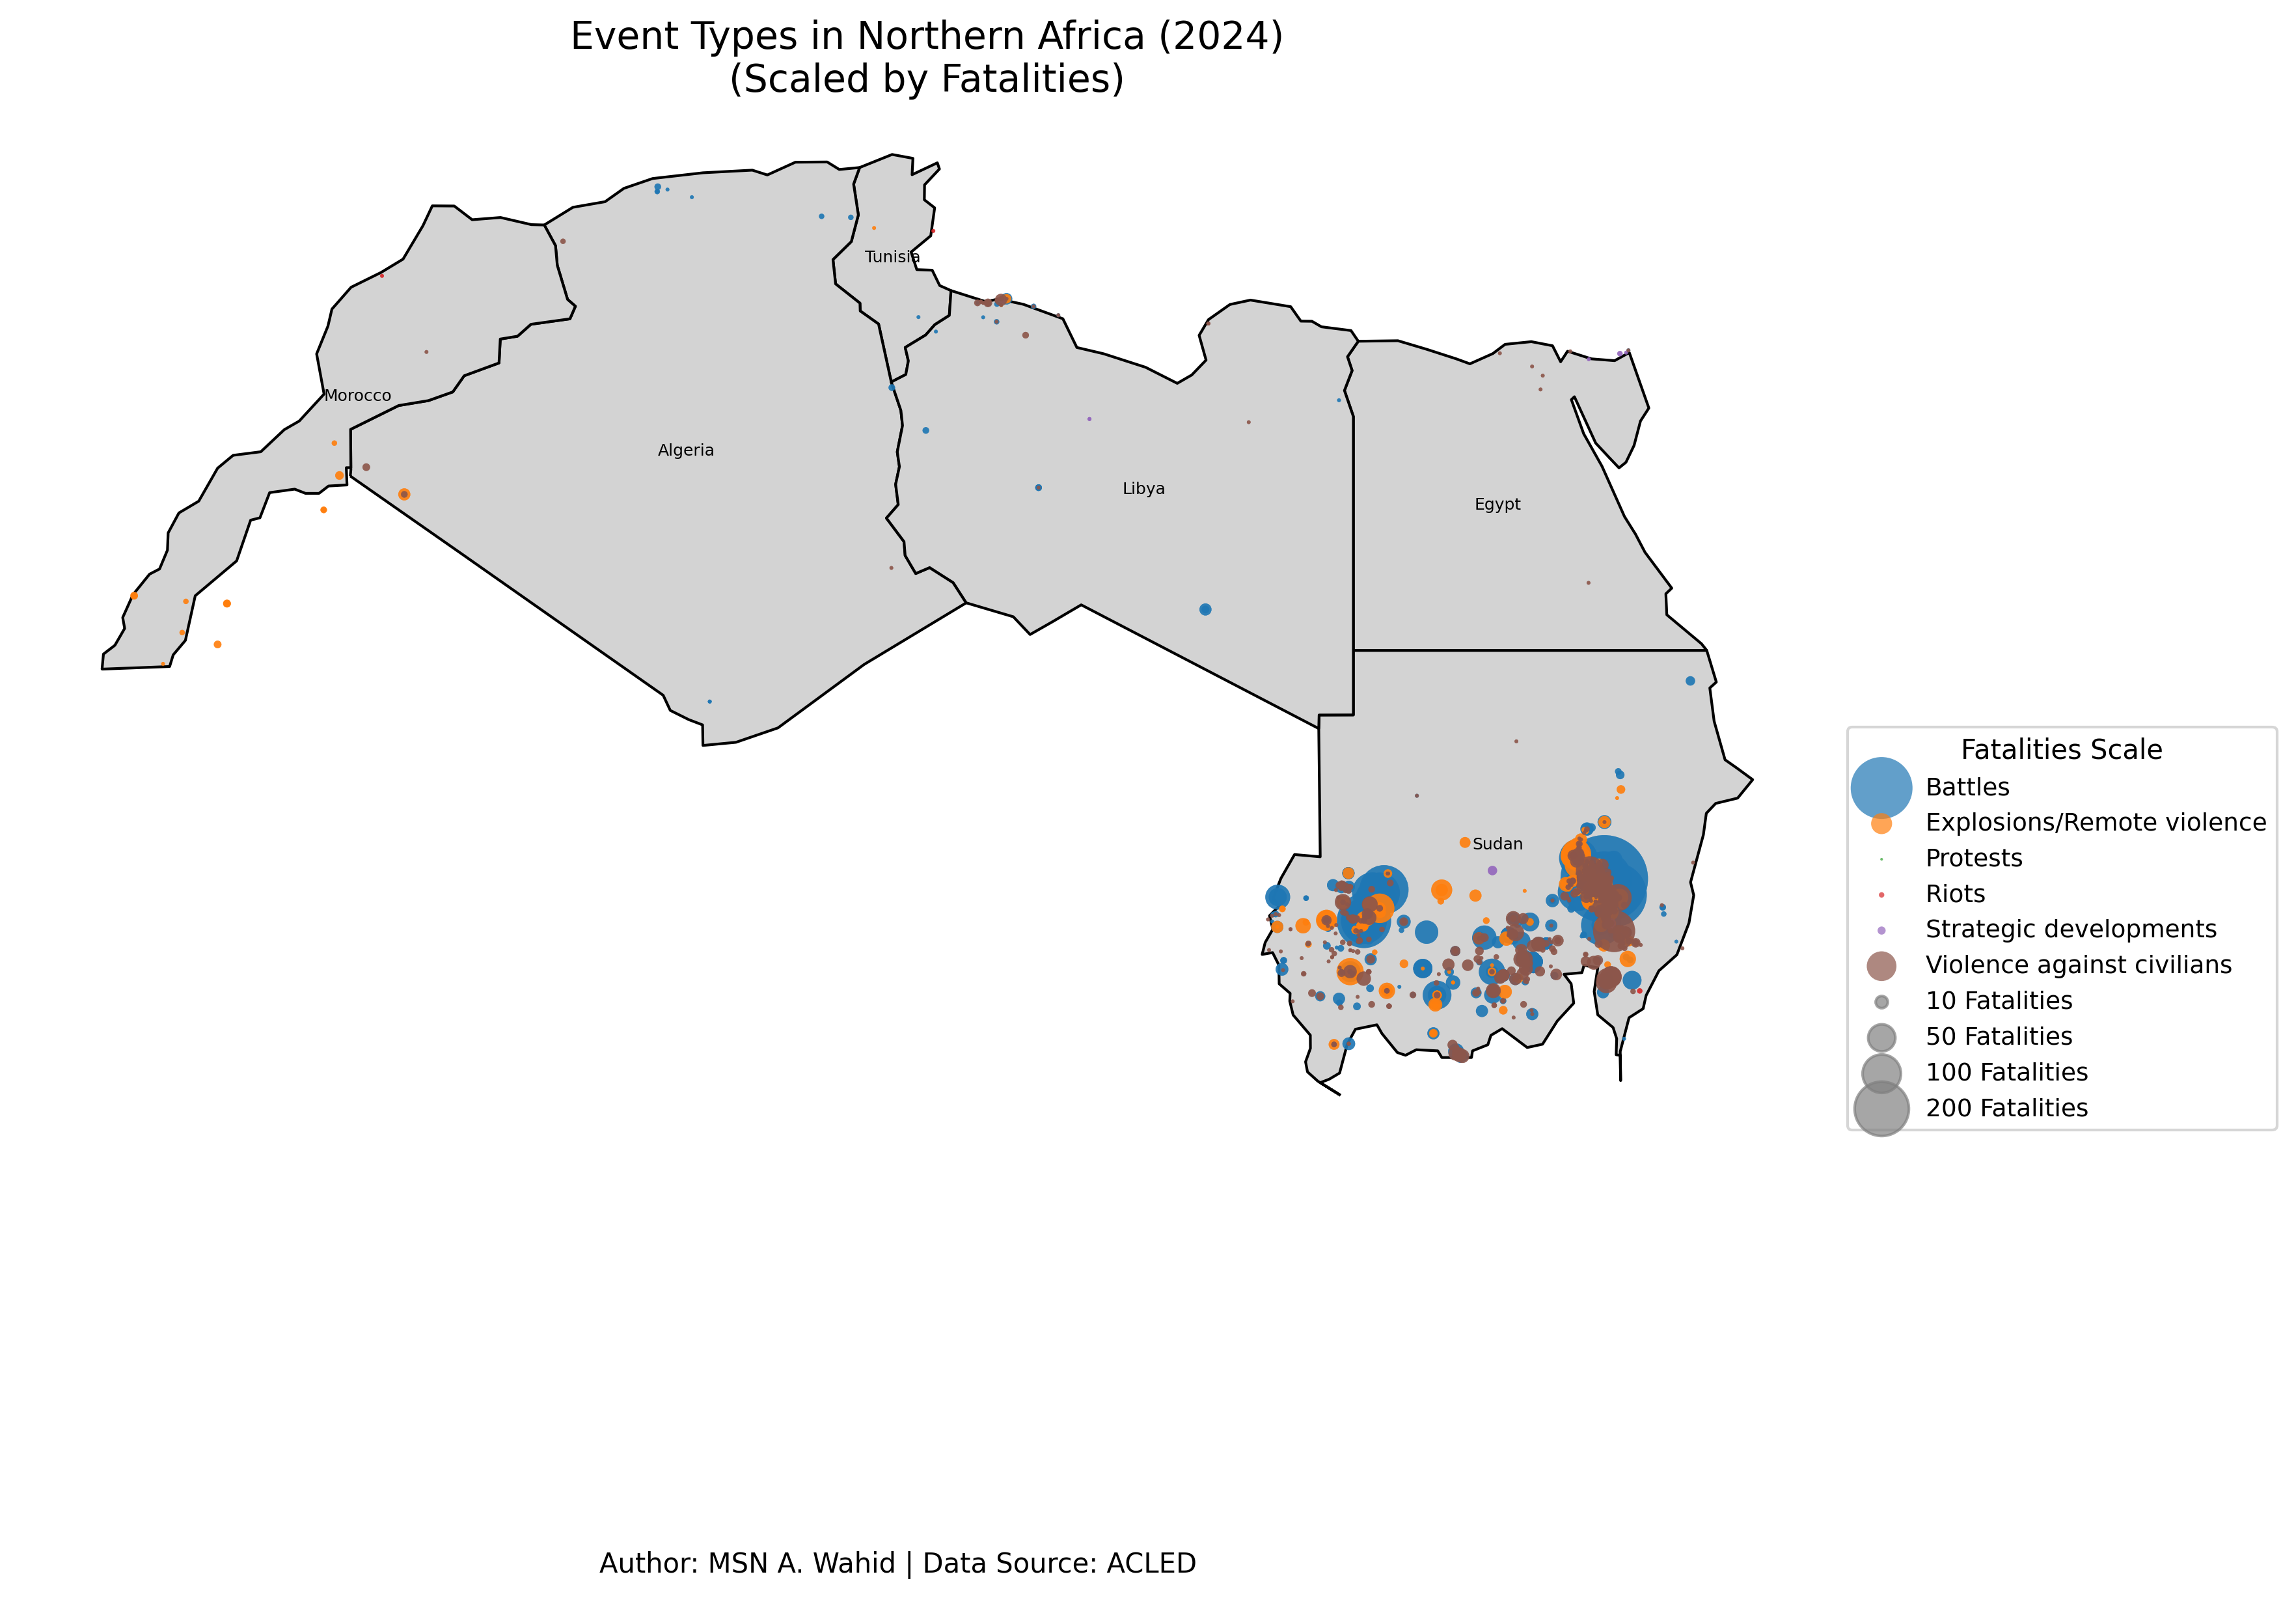 Event Types in Northern Africa (2024)
(Scaled by Fatalities)
Tunisia
Morocco
Algeria
Libya
Egypt
Sudan
Fatalities Scale
Battles
Explosions/Remote violence
Protests
Riots
Strategic developments
Violence against civilians
10 Fatalities
50 Fatalities
100 Fatalities
200 Fatalities
Author: MSN A. Wahid | Data Source: ACLED